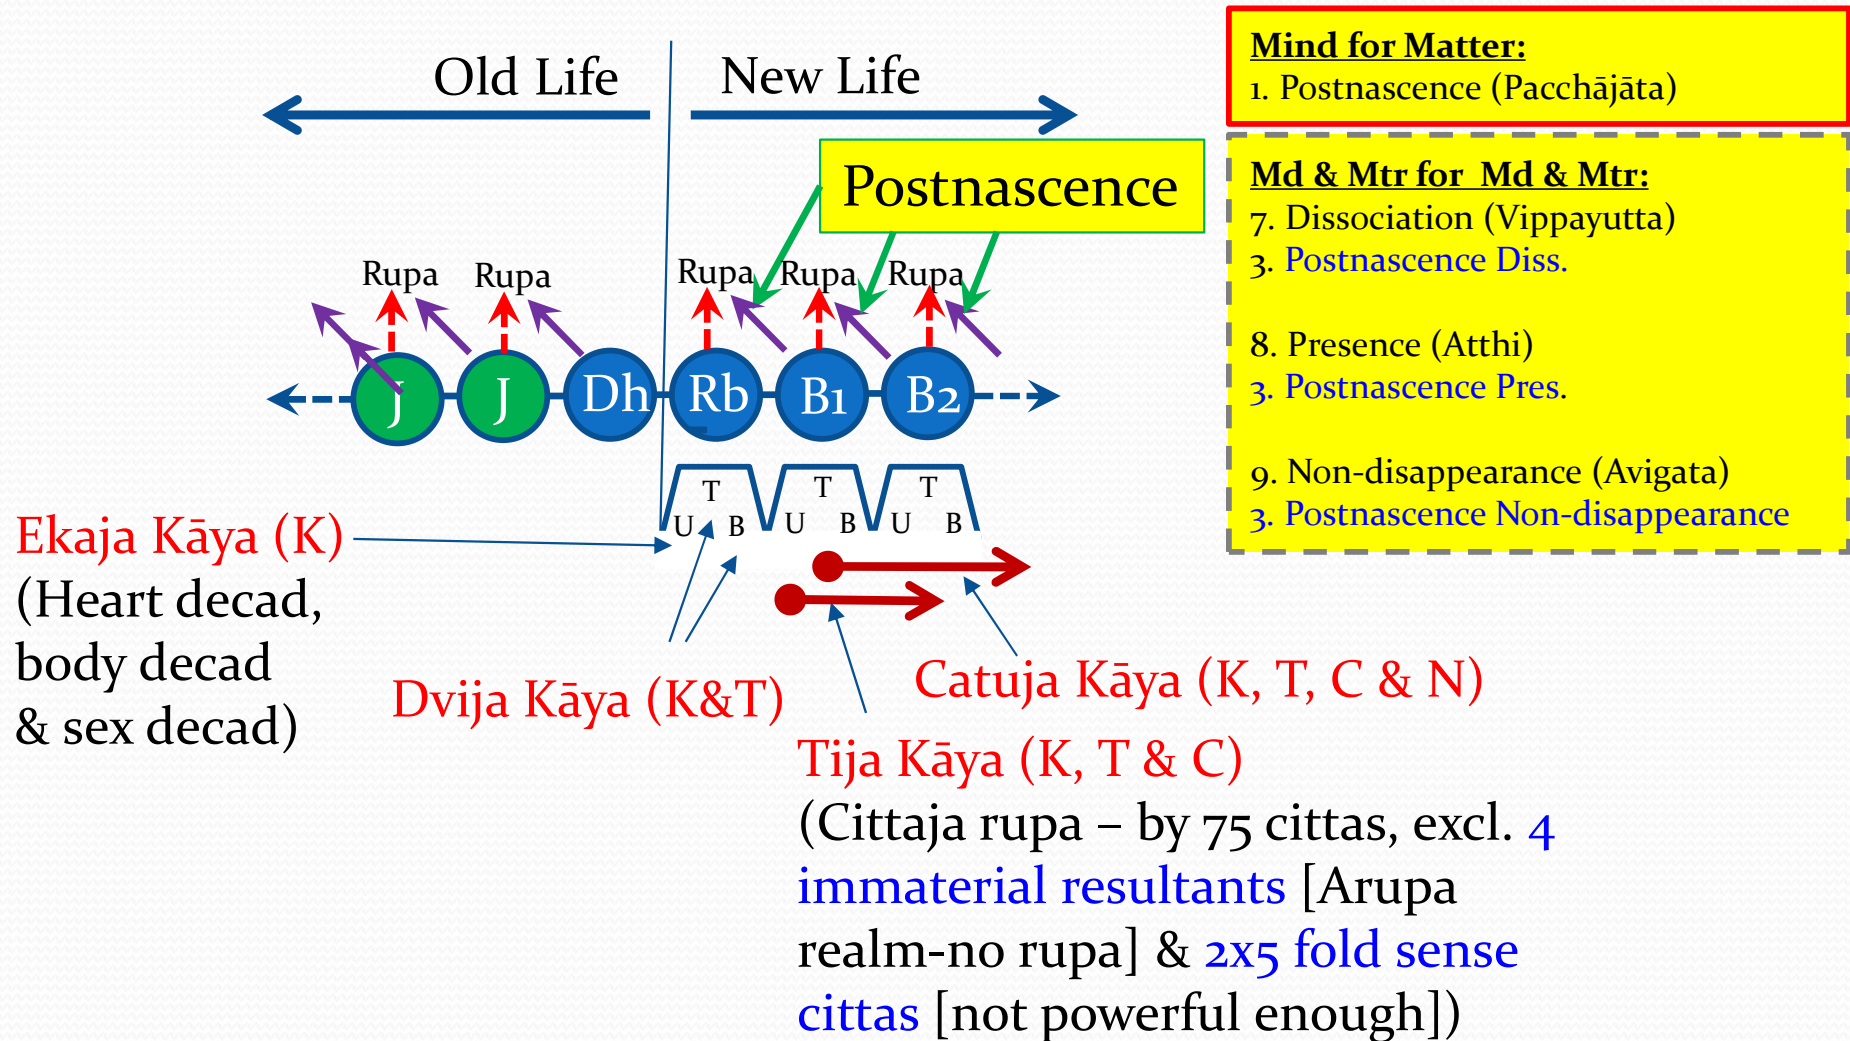 Old Life
New Life
Postnascence
Rupa
Rupa
Rupa
Rupa
Rupa
J
J
Dh
Rb
B1
B2
T
T
T
U
B
U
B
U
B
Ekaja Kāya (K)
(Heart decad,
body decad
& sex decad)
Dvija Kāya (K&T)
Catuja Kāya (K, T, C & N)
Tija Kāya (K, T & C)
(Cittaja rupa – by 75 cittas, excl. 4
immaterial resultants [Arupa
realm-no rupa] & 2x5 fold sense
cittas [not powerful enough])
Mind for Matter:
1. Postnascence (Pacchājāta)
Md & Mtr for Md & Mtr:
7. Dissociation (Vippayutta)
3. Postnascence Diss.
8. Presence (Atthi)
3. Postnascence Pres.
9. Non-disappearance (Avigata)
3. Postnascence Non-disappearance